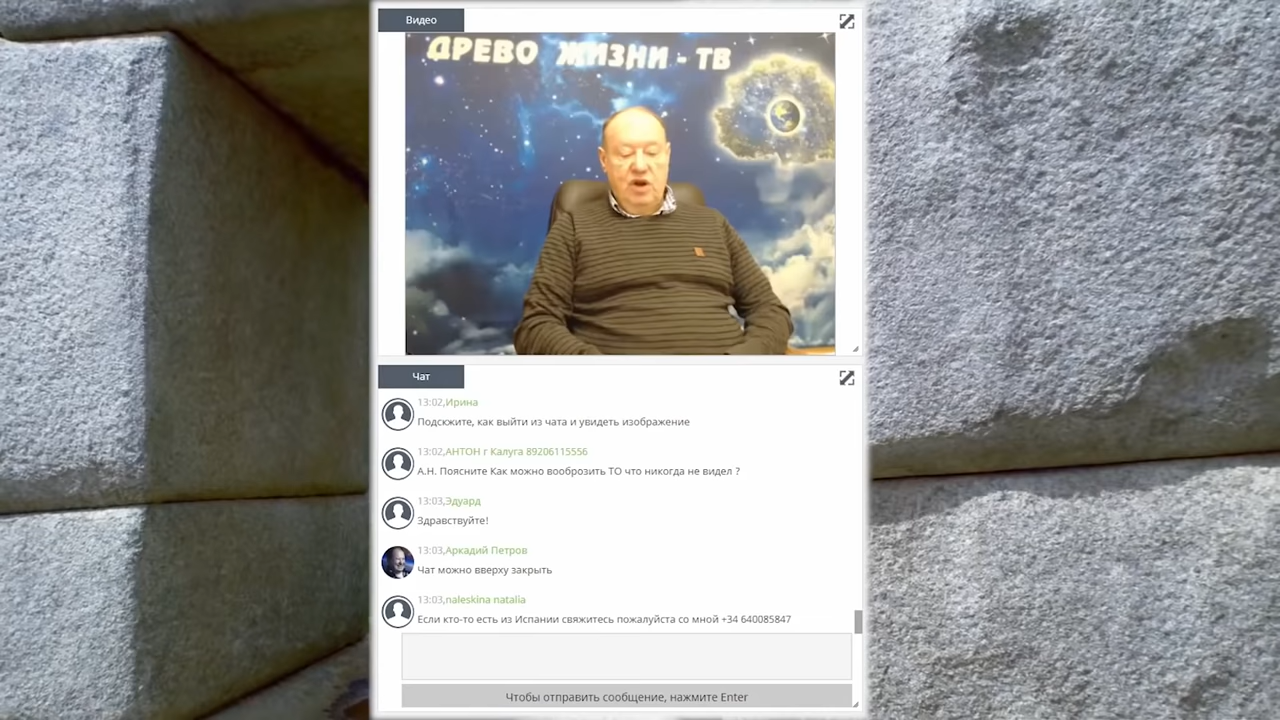 Видео
ДРЕВО ЖИЗНИ - ТВ
Чат
13:02,Ирина
Подскжите, как выйти из чата и увидеть изображение
13:02,АНТОН г Калуга 89206115556
А.Н. Поясните Как можно вооброзить ТО что никогда не видел ?
13:03,Эдуард
Здравствуйте!
13:03,Аркадий Петров
Чат можно вверху закрыть
13:03,naleskina natalia
Если кто-то есть из Испании свяжитесь пожалуйста со мной +34 640085847
Чтобы отправить сообщение, нажмите Enter